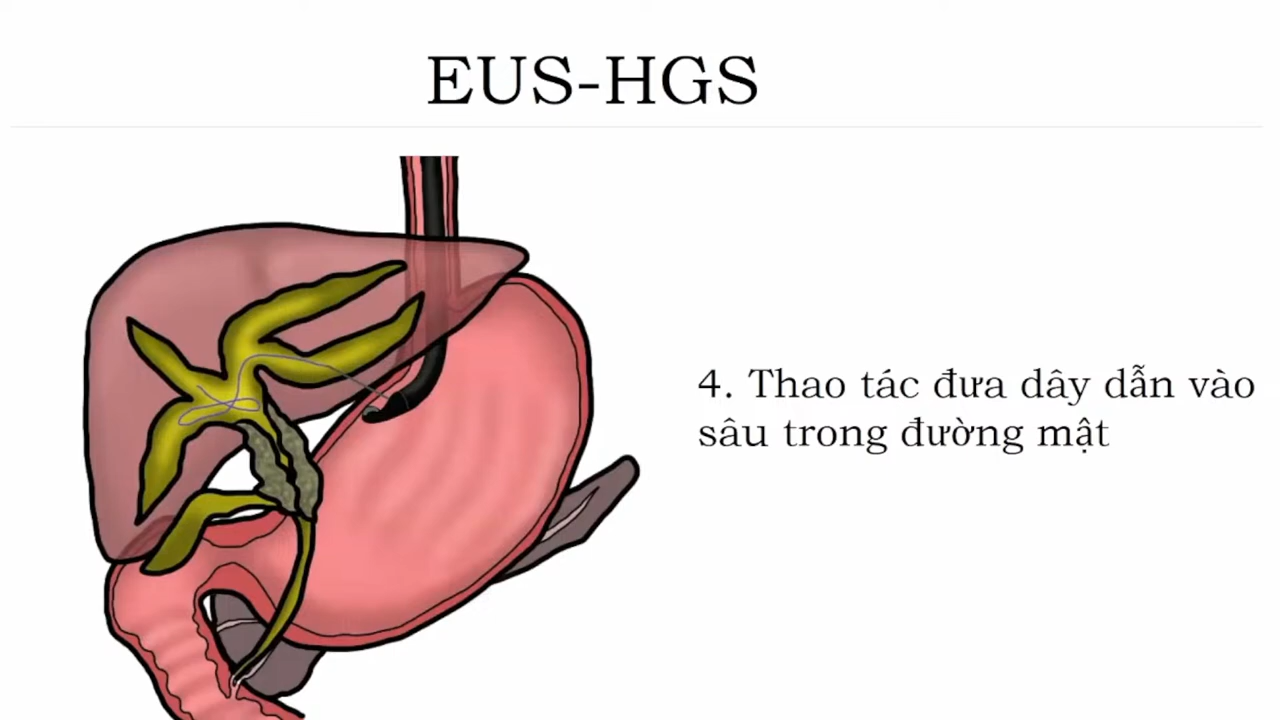 EUS-HGS
4. Thao tác đưa dây dẫn vào
sâu trong đường mật